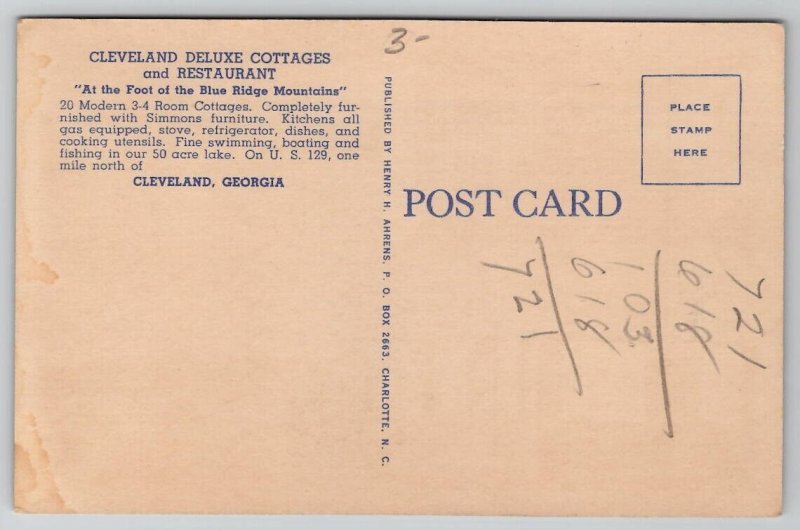 3-
CLEVELAND DELUXE COTTAGES
and RESTAURANT
"At the Foot of the Blue Ridge Mountains"
20 Modern 3-4 Room Cottages. Completely fur-
nished with Simmons furniture. Kitchens all
gas equipped, stove, refrigerator, dishes, and
cooking utensils. Fine swimming, boating and
fishing in our 50 acre lake. On U. S. 129, one
mile north of
CLEVELAND, GEORGIA
PUBLISHED BY HENRY H. AHRENS, P. O. BOX 2663, CHARLOTTE, N. C.
PLACE
STAMP
HERE
POST CARD
721
618
103
618
721